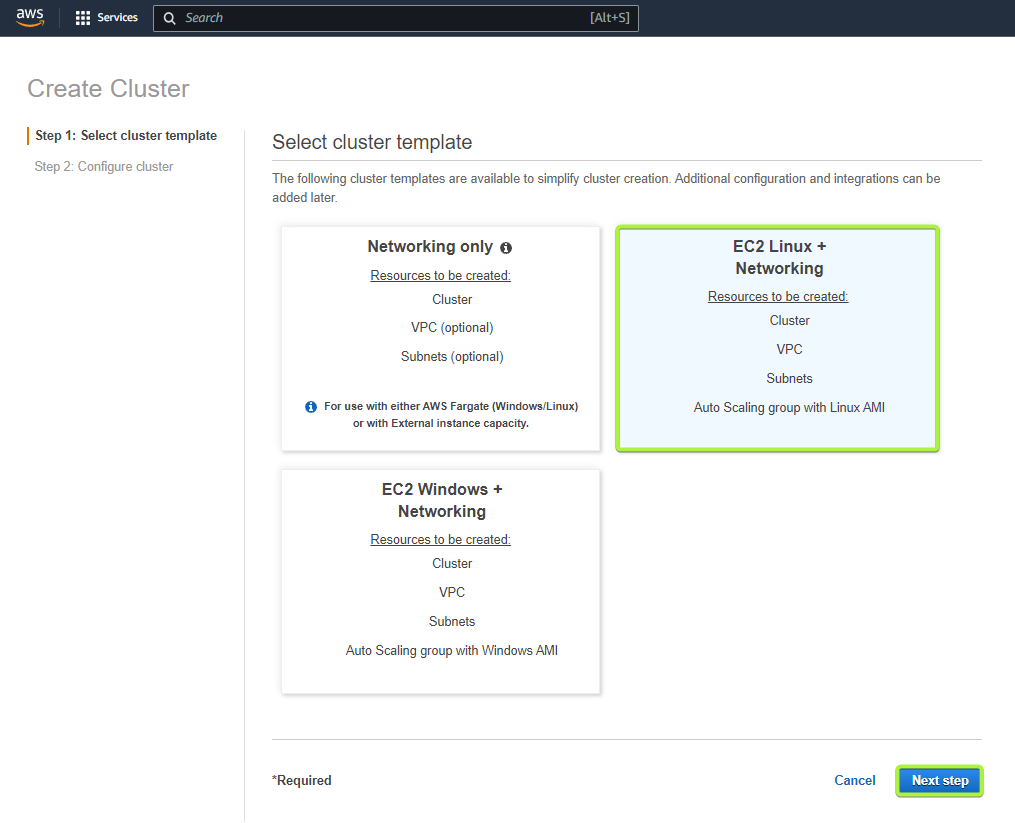 aws
Services
Search
[Alt+S]
Create Cluster
Step 1: Select cluster template
Step 2: Configure cluster
Select cluster template
The following cluster templates are available to simplify cluster creation. Additional configuration and integrations can be
added later.
Networking only
Resources to be created:
Cluster
VPC (optional)
Subnets (optional)
For use with either AWS Fargate (Windows/Linux)
or with External instance capacity.
EC2 Linux +
Networking
Resources to be created:
Cluster
VPC
Subnets
Auto Scaling group with Linux AMI
EC2 Windows +
Networking
Resources to be created:
Cluster
VPC
Subnets
Auto Scaling group with Windows AMI
*Required
Cancel
Next step